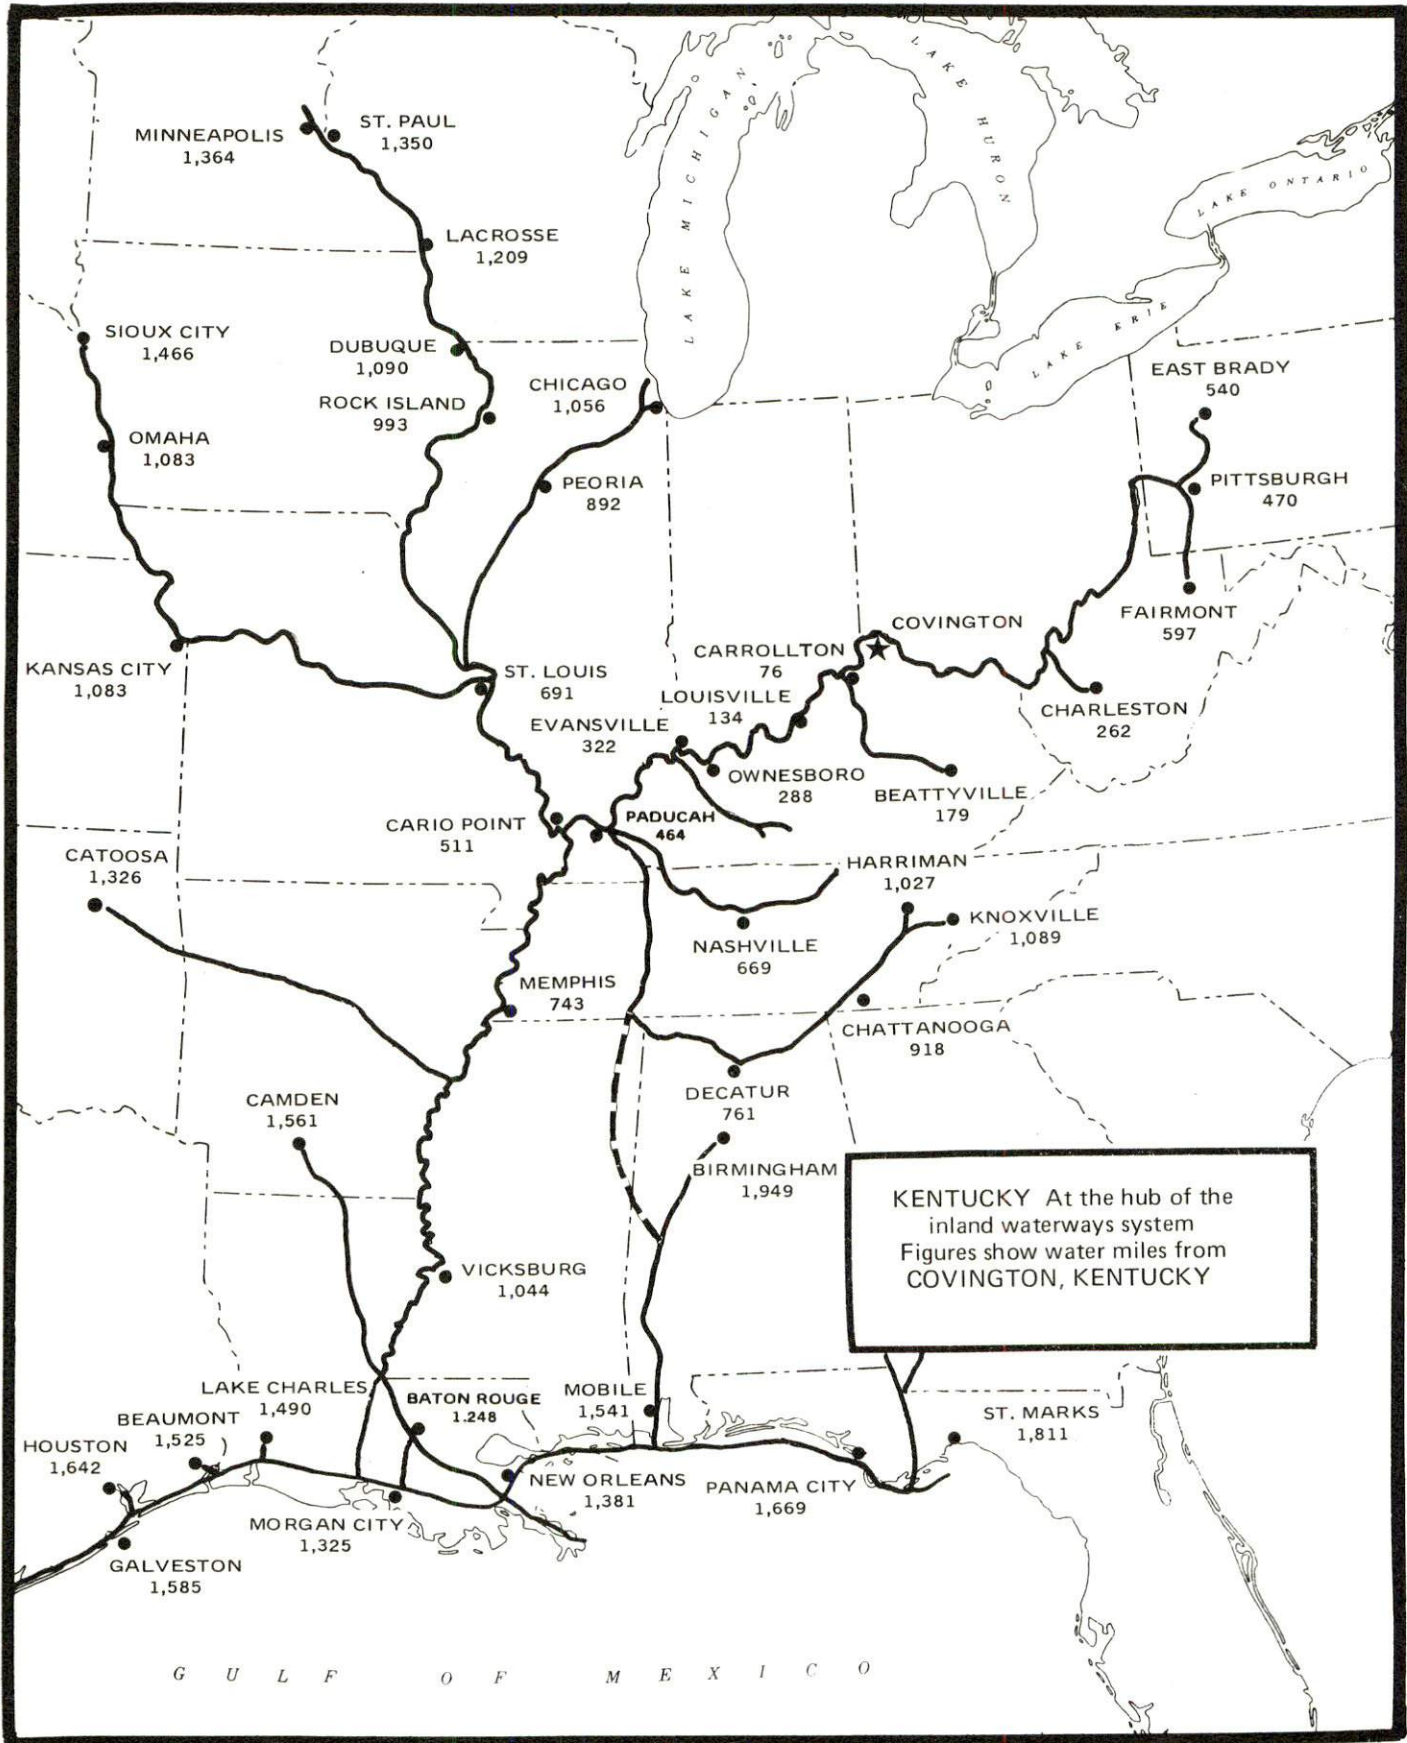 LAKE MICHIGAN
LAKE HURON
LAKE ONTARIO
LAKE ERIE
MINNEAPOLIS
1,364
ST. PAUL
1,350
LACROSSE
1,209
SIOUX CITY
1,466
DUBUQUE
1,090
ROCK ISLAND
993
CHICAGO
1,056
EAST BRADY
540
OMAHA
1,083
PEORIA
892
PITTSBURGH
470
FAIRMONT
597
COVINGTON
CARROLLTON
76
KANSAS CITY
1,083
ST. LOUIS
691
LOUISVILLE
134
CHARLESTON
262
EVANSVILLE
322
OWNESBORO
288
BEATTYVILLE
179
CARIO POINT
511
PADUCAH
464
CATOOSA
1,326
HARRIMAN
1,027
KNOXVILLE
1,089
NASHVILLE
669
MEMPHIS
743
CHATTANOOGA
918
DECATUR
761
CAMDEN
1,561
BIRMINGHAM
1,949
KENTUCKY At the hub of the
inland waterways system
Figures show water miles from
COVINGTON, KENTUCKY
VICKSBURG
1,044
LAKE CHARLES
1,490
BATON ROUGE
1.248
MOBILE
1,541
BEAUMONT
1,525
ST. MARKS
1,811
HOUSTON
1,642
NEW ORLEANS
1,381
PANAMA CITY
1,669
MORGAN CITY
1,325
GALVESTON
1,585
GULF OF MEXICO